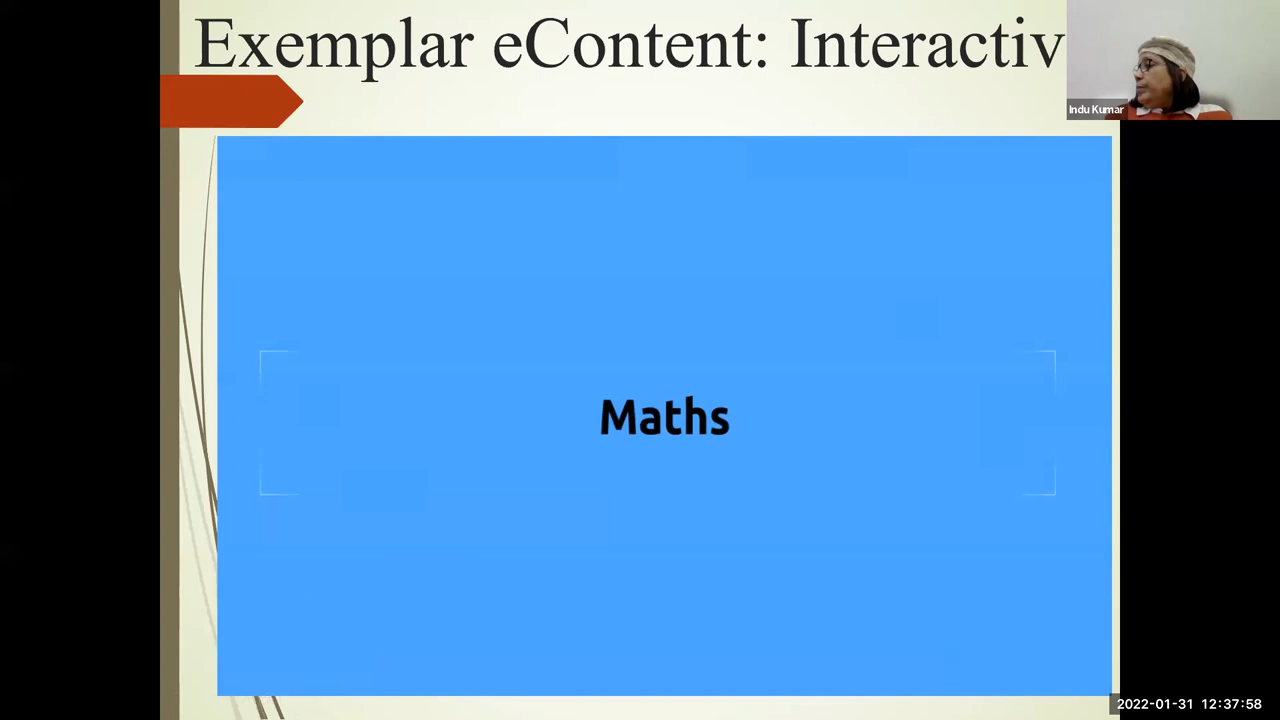 Exemplar eContent: Interactiv
Indu Kumar
Maths
2022-01-31 12:37:58